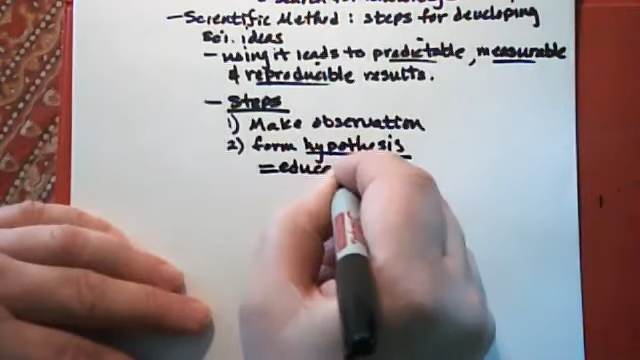 - Scientific Method : steps for developing
sci. ideas
- using it leads to predictable, measurable
& reproducible results.
- Steps
1) Make observation
2) form hypothesis
= educa